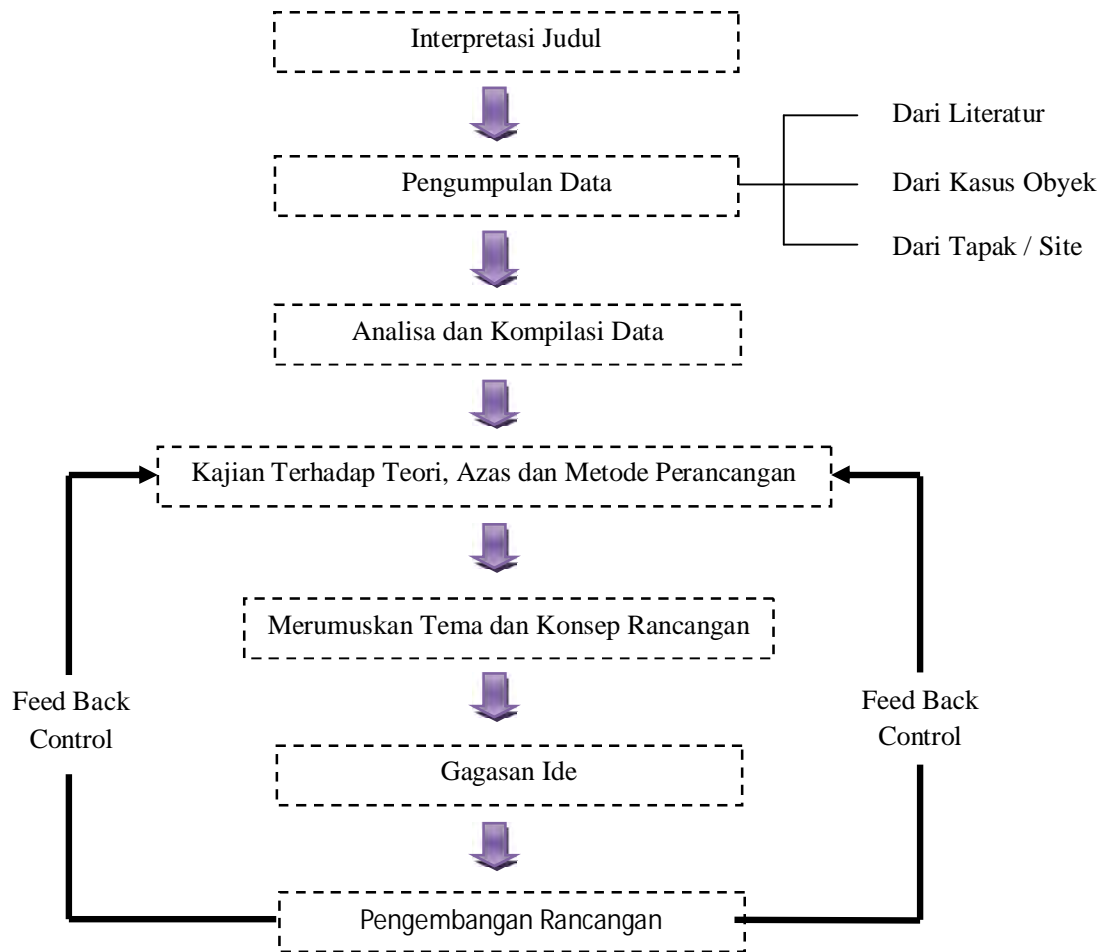 Interpretasi Judul
Pengumpulan Data
Dari Literatur
Dari Kasus Obyek
Dari Tapak / Site
Analisa dan Kompilasi Data
Kajian Terhadap Teori, Azas dan Metode Perancangan
Merumuskan Tema dan Konsep Rancangan
Feed Back
Control
Feed Back
Control
Gagasan Ide
Pengembangan Rancangan